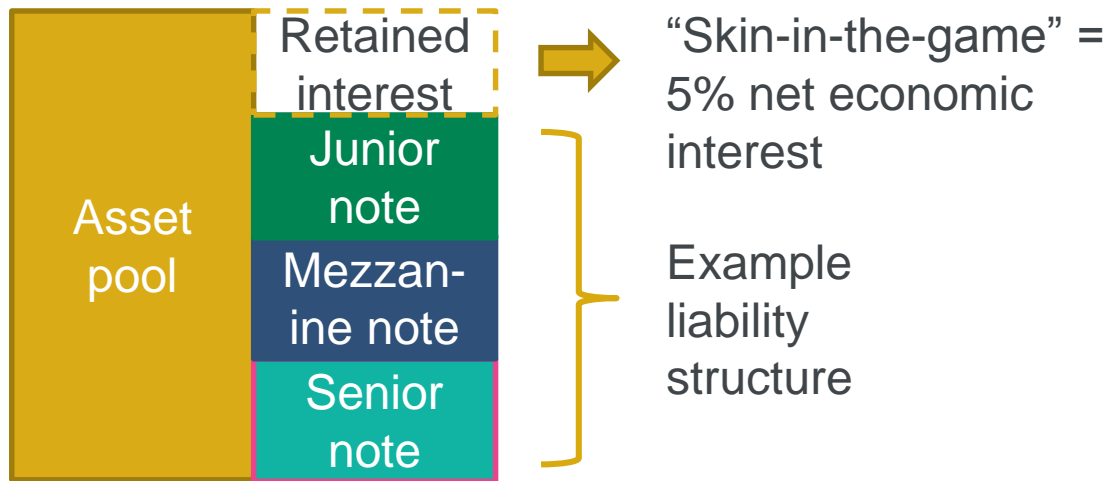 Asset
pool
Retained
interest
Junior
note
Mezzan-
ine note
Senior
note
“Skin-in-the-game” =
5% net economic
interest
Example
liability
structure